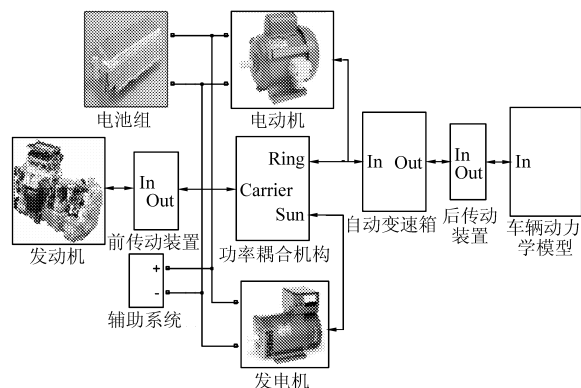 电池组
电动机
In
Out
发动机
前传动装置
Ring
Carrier
Sun
功率耦合机构
In Out
自动变速箱
In
Out
后传动
装置
In
车辆动力
学模型
+
-
辅助系统
发电机